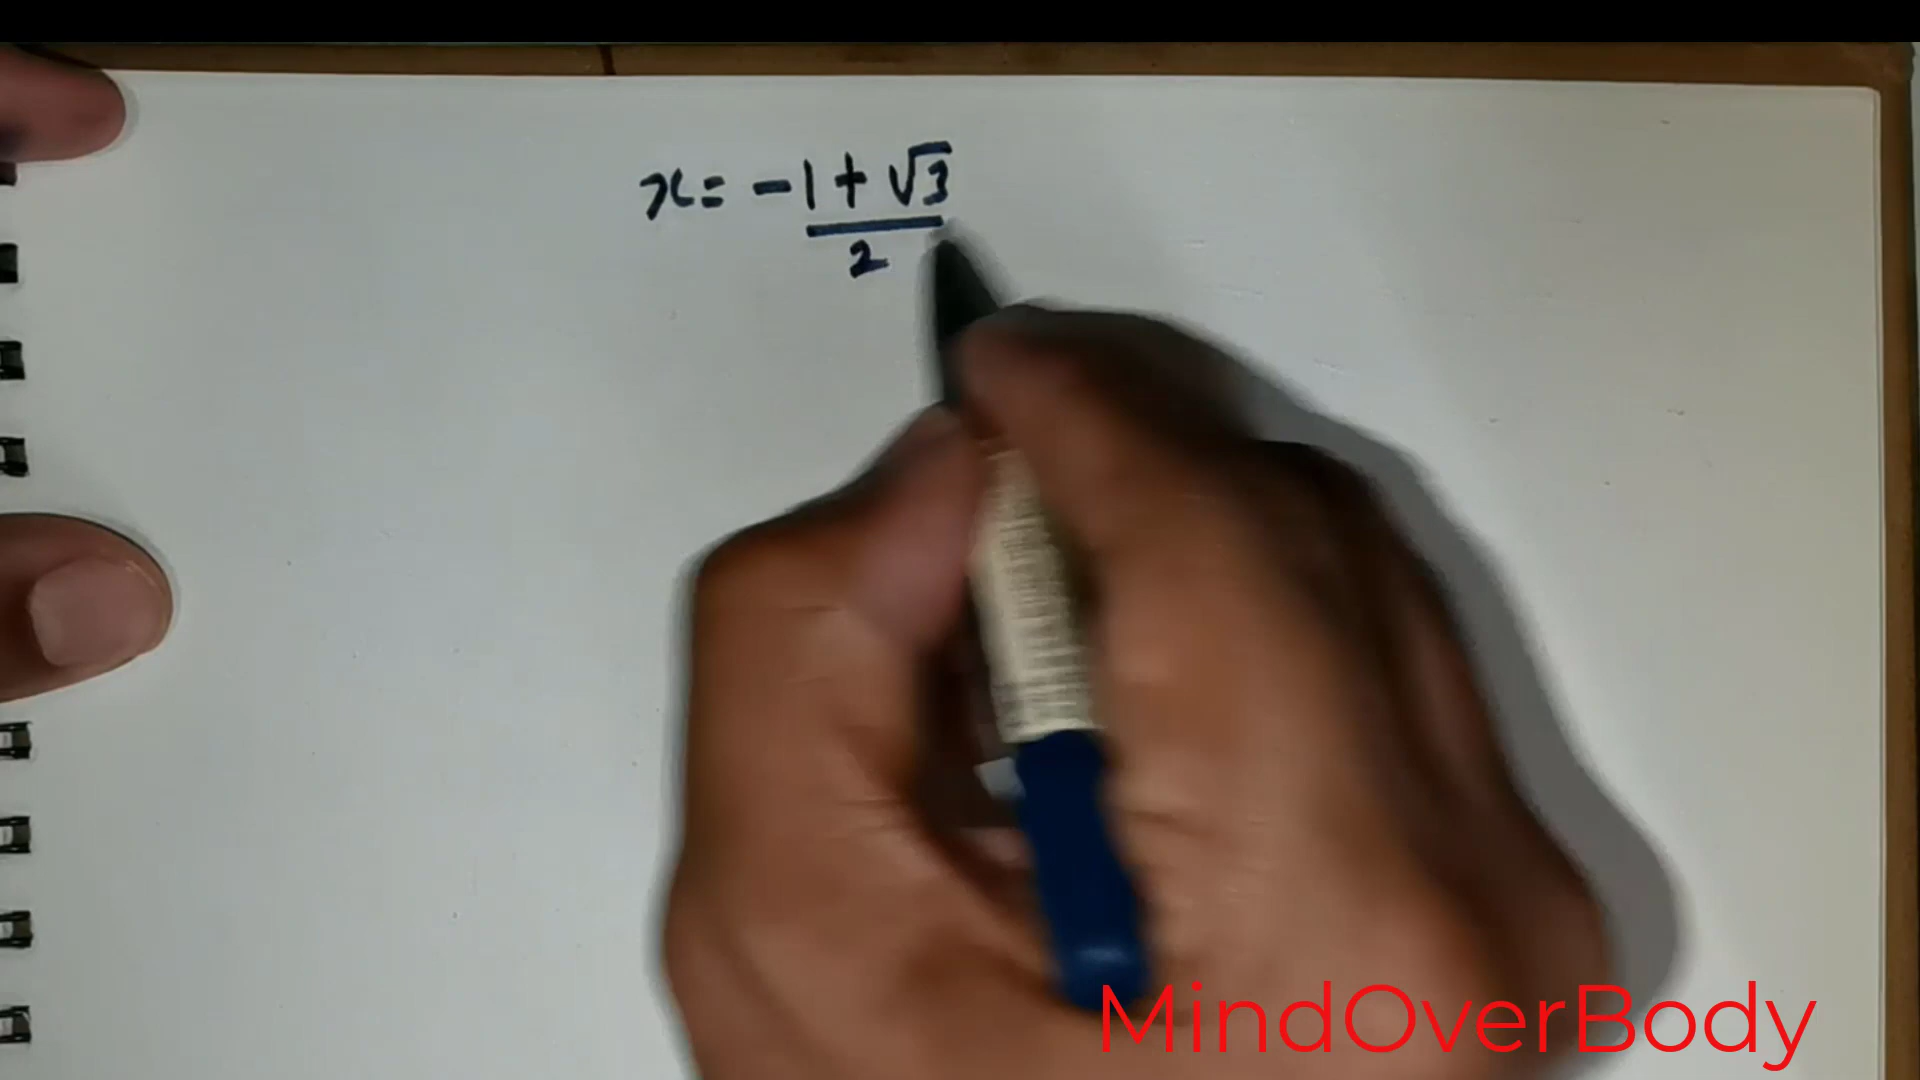 x = -1 + √3
2
MindOverBody